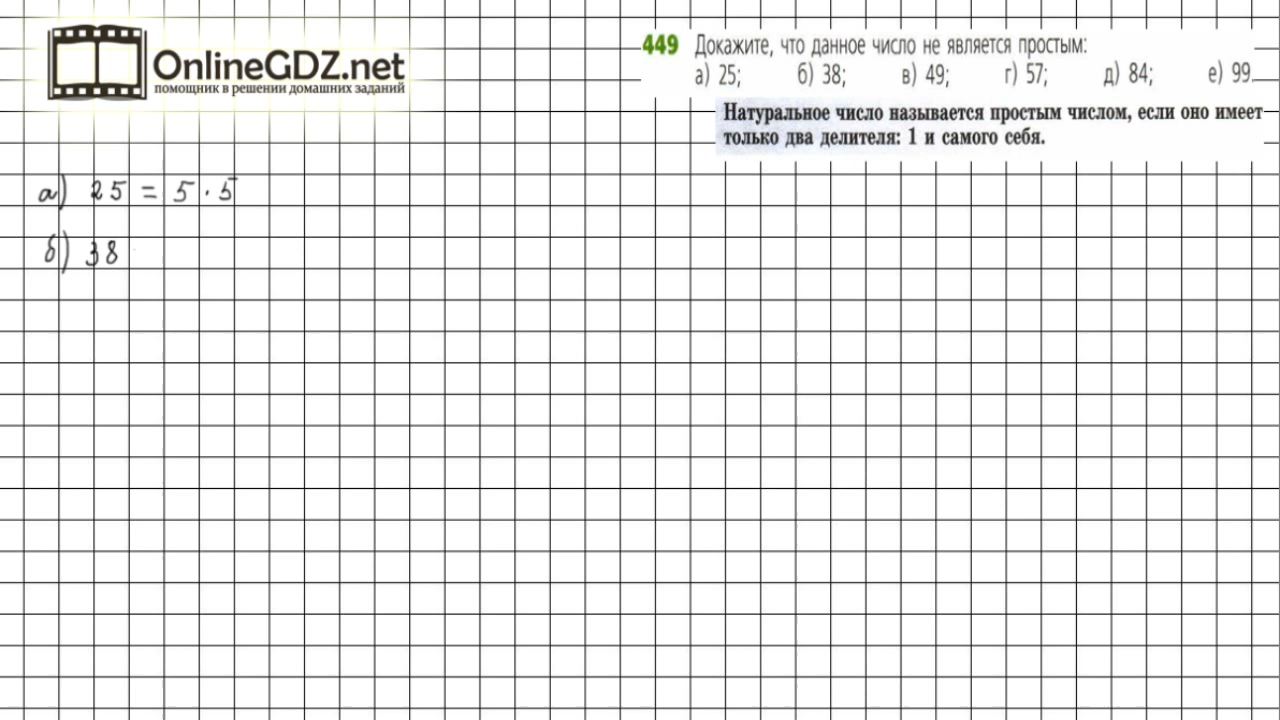 OnlineGDZ.net
помощник в решении домашних заданий
449 Докажите, что данное число не является простым:
а) 25; б) 38; в) 49; г) 57; д) 84; е) 99.
Натуральное число называется простым числом, если оно имеет
только два делителя: 1 и самого себя.
а) 25 = 5 · 5
б) 38